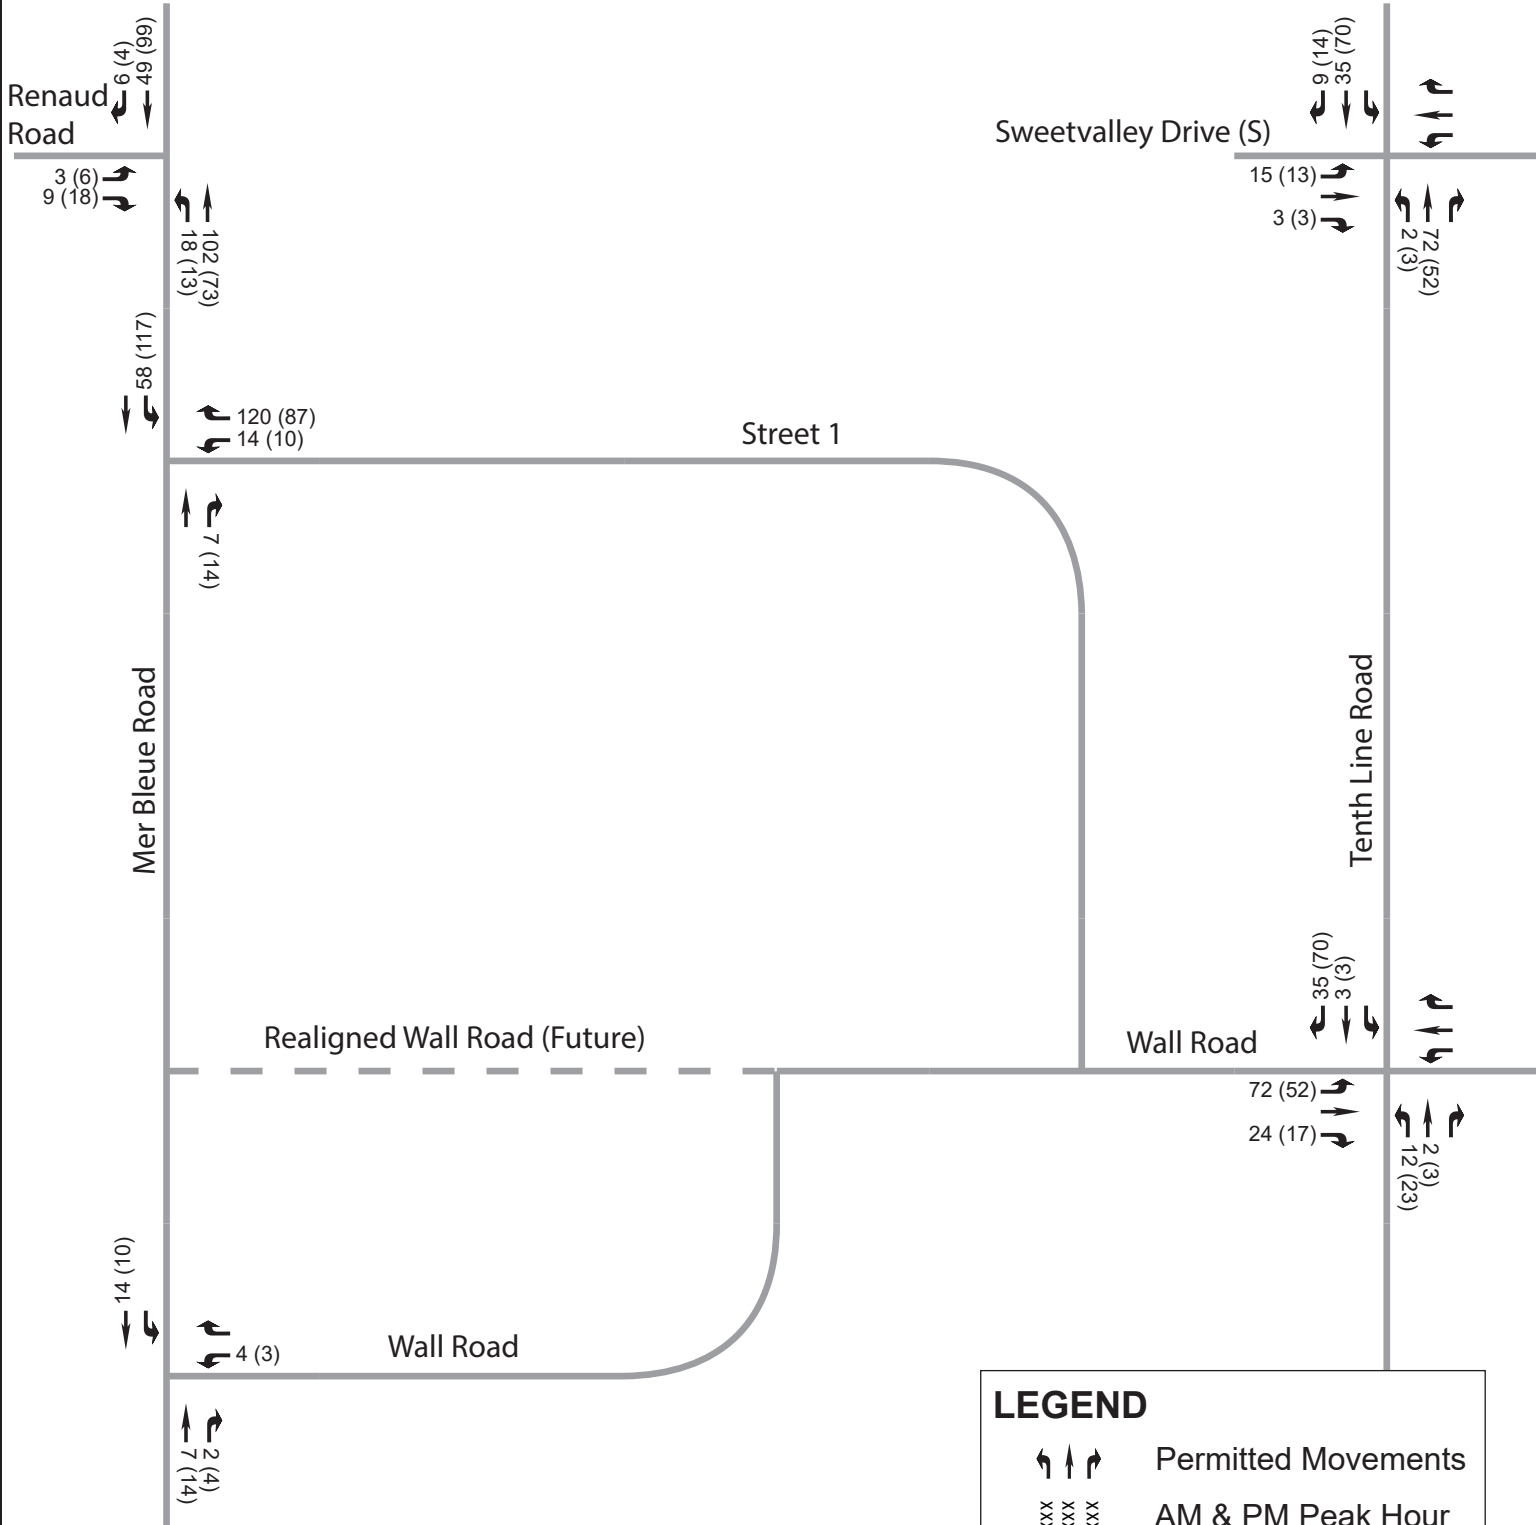 6 (4)
49 (99)
Renaud
Road
3 (6)
9 (18)
18 (13)
102 (73)
9 (14)
35 (70)
Sweetvalley Drive (S)
15 (13)
3 (3)
2 (3)
72 (52)
58 (117)
120 (87)
14 (10)
Street 1
7 (14)
Mer Bleue Road
Tenth Line Road
Realigned Wall Road (Future)
Wall Road
35 (70)
3 (3)
72 (52)
24 (17)
12 (23)
2 (3)
14 (10)
4 (3)
Wall Road
7 (14)
2 (4)
LEGEND
Permitted Movements
xxx
xxx
xxx
AM & PM Peak Hour